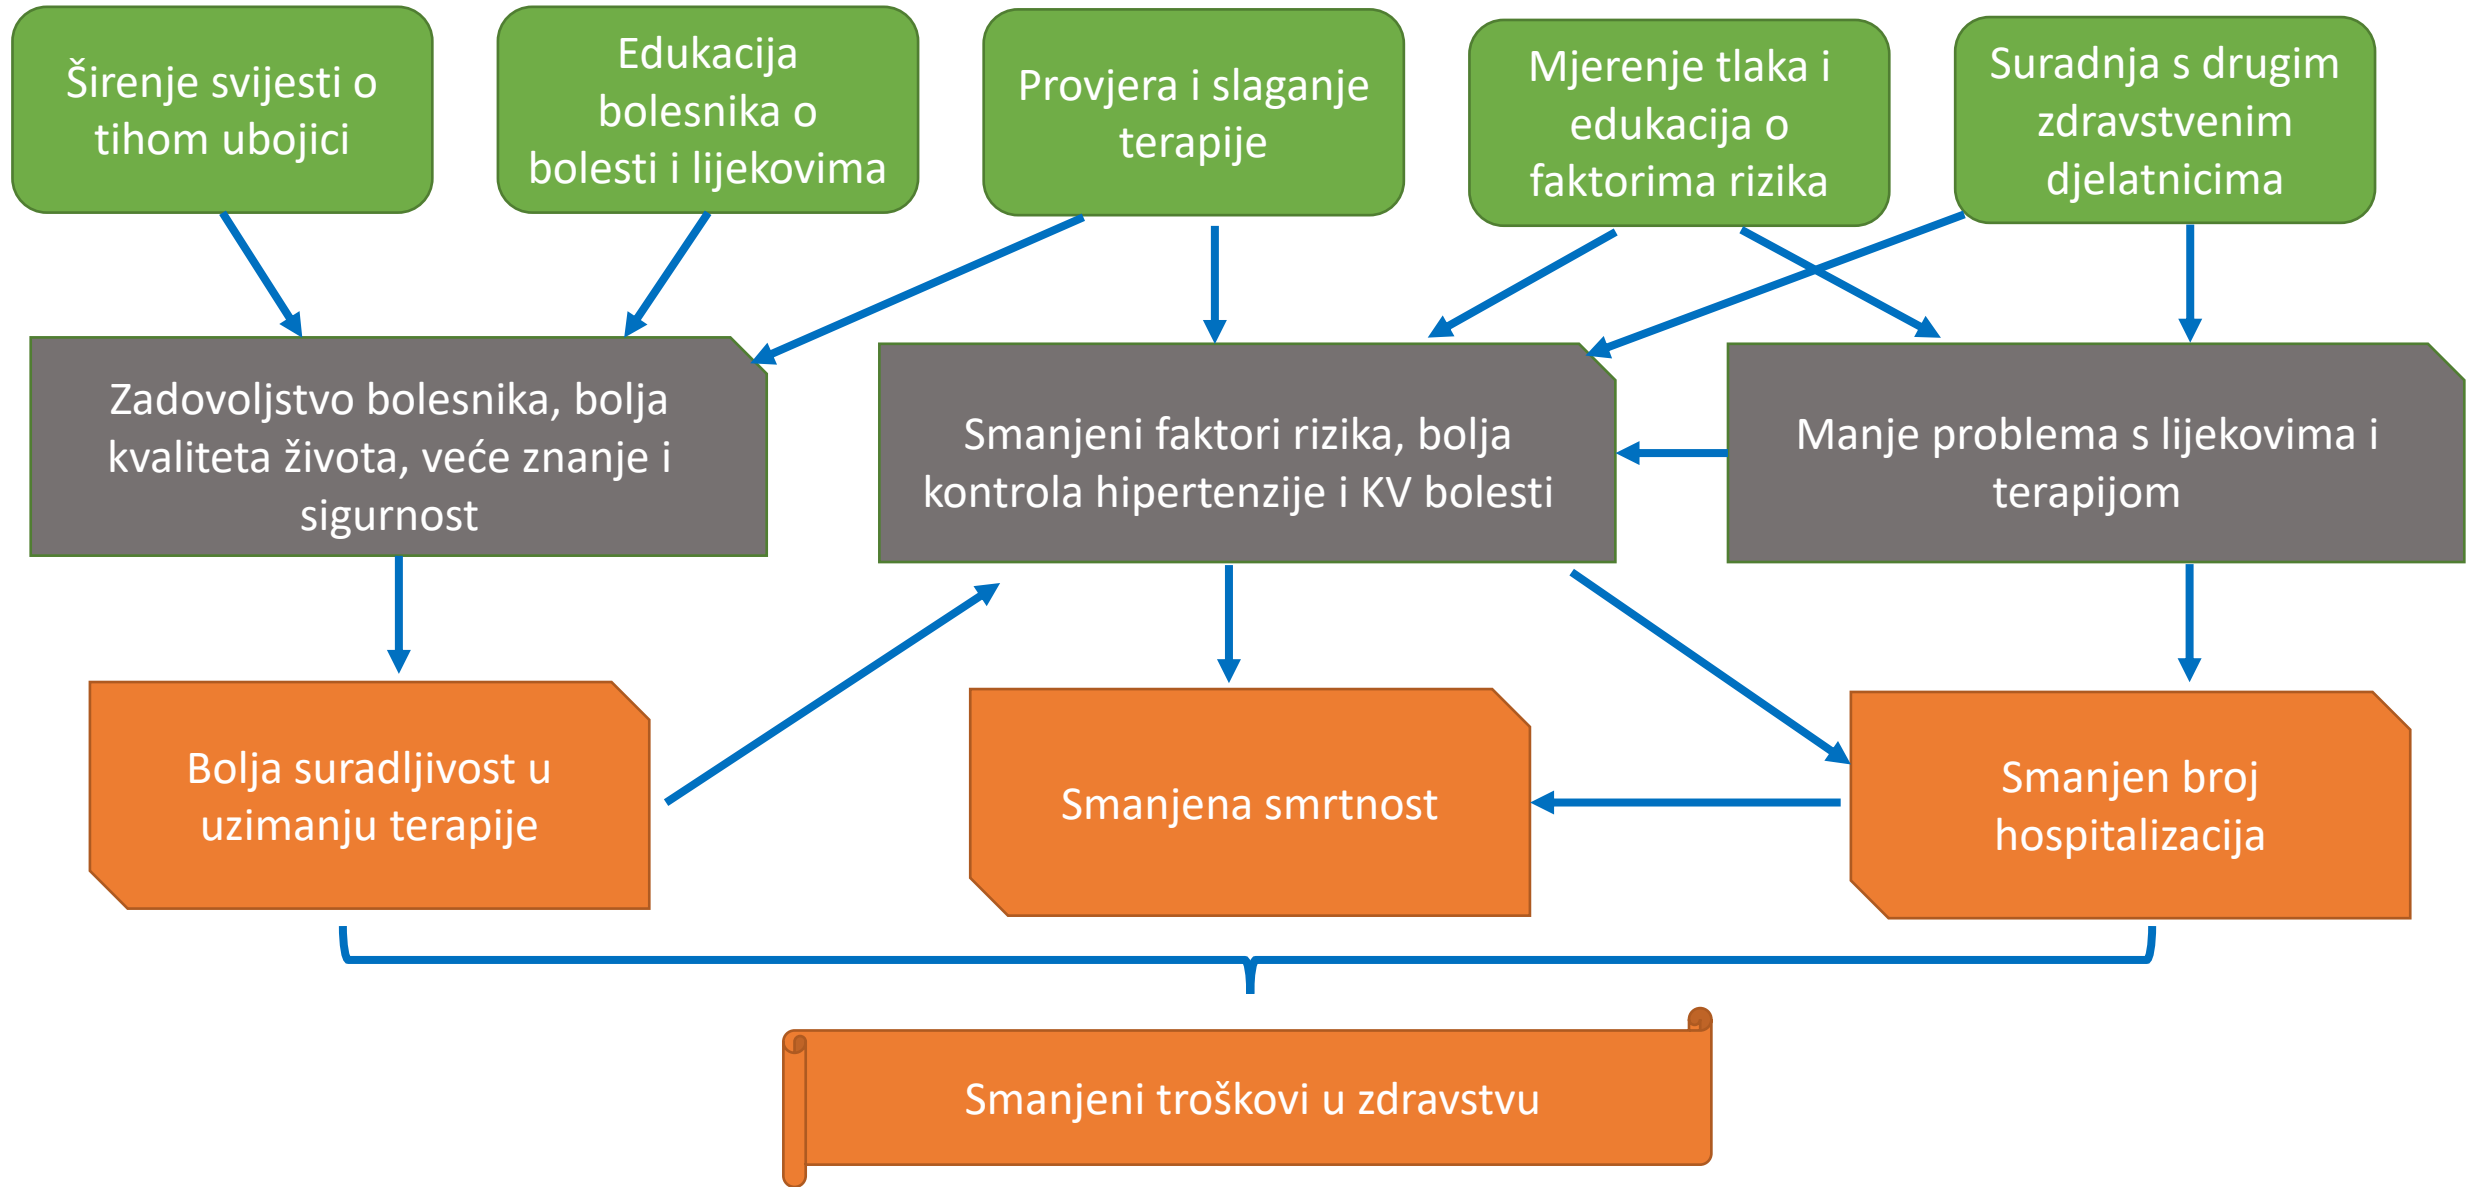 Širenje svijesti o
tihom ubojici
Edukacija
bolesnika o
bolesti i lijekovima
Provjera i slaganje
terapije
Mjerenje tlaka i
edukacija o
faktorima rizika
Suradnja s drugim
zdravstvenim
djelatnicima
Zadovoljstvo bolesnika, bolja
kvaliteta života, veće znanje i
sigurnost
Smanjeni faktori rizika, bolja
kontrola hipertenzije i KV bolesti
Manje problema s lijekovima i
terapijom
Bolja suradljivost u
uzimanju terapije
Smanjena smrtnost
Smanjen broj
hospitalizacija
Smanjeni troškovi u zdravstvu